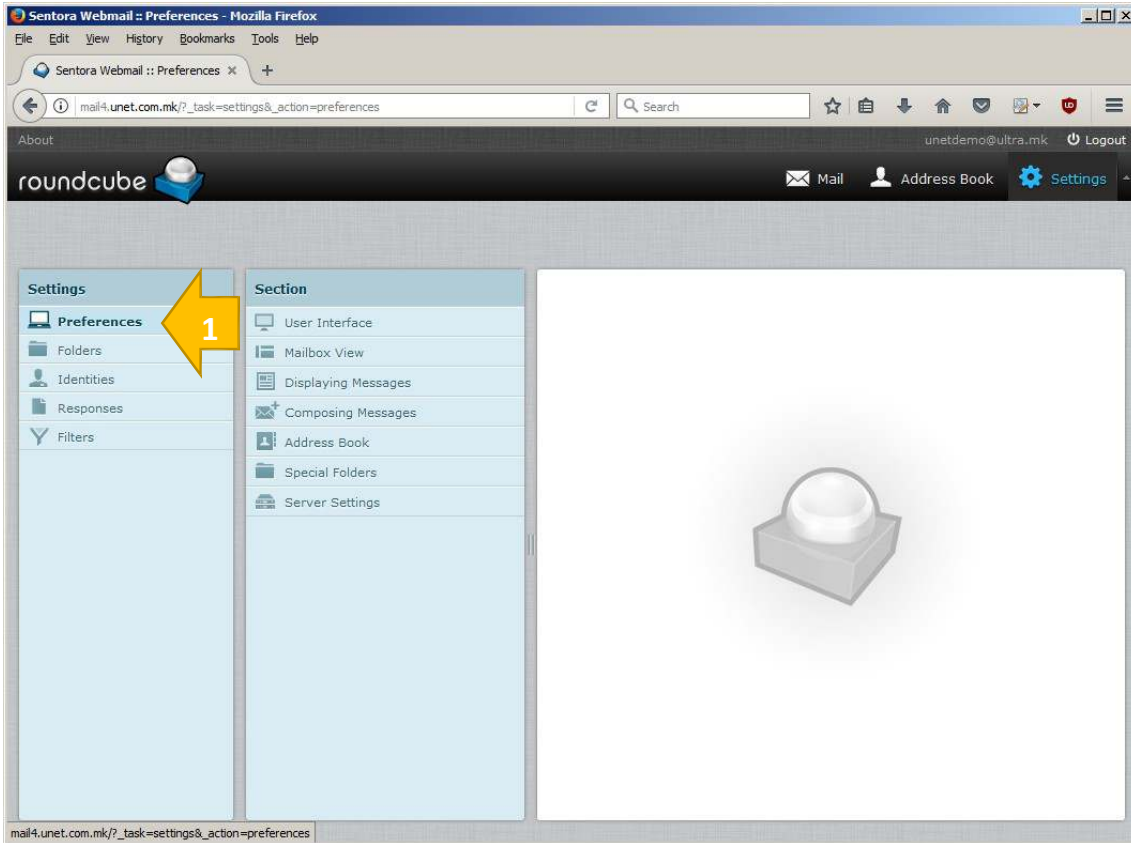 Sentora Webmail :: Preferences - Mozilla Firefox
File Edit View History Bookmarks Tools Help
Sentora Webmail :: Preferences
mail4.unet.com.mk/?_task=settings&_action=preferences Search
About unetdemo@ultra.mk Logout
roundcube Mail Address Book Settings
Settings
Preferences
Folders
Identities
Responses
Filters
1
Section
User Interface
Mailbox View
Displaying Messages
Composing Messages
Address Book
Special Folders
Server Settings
mail4.unet.com.mk/?_task=settings&_action=preferences